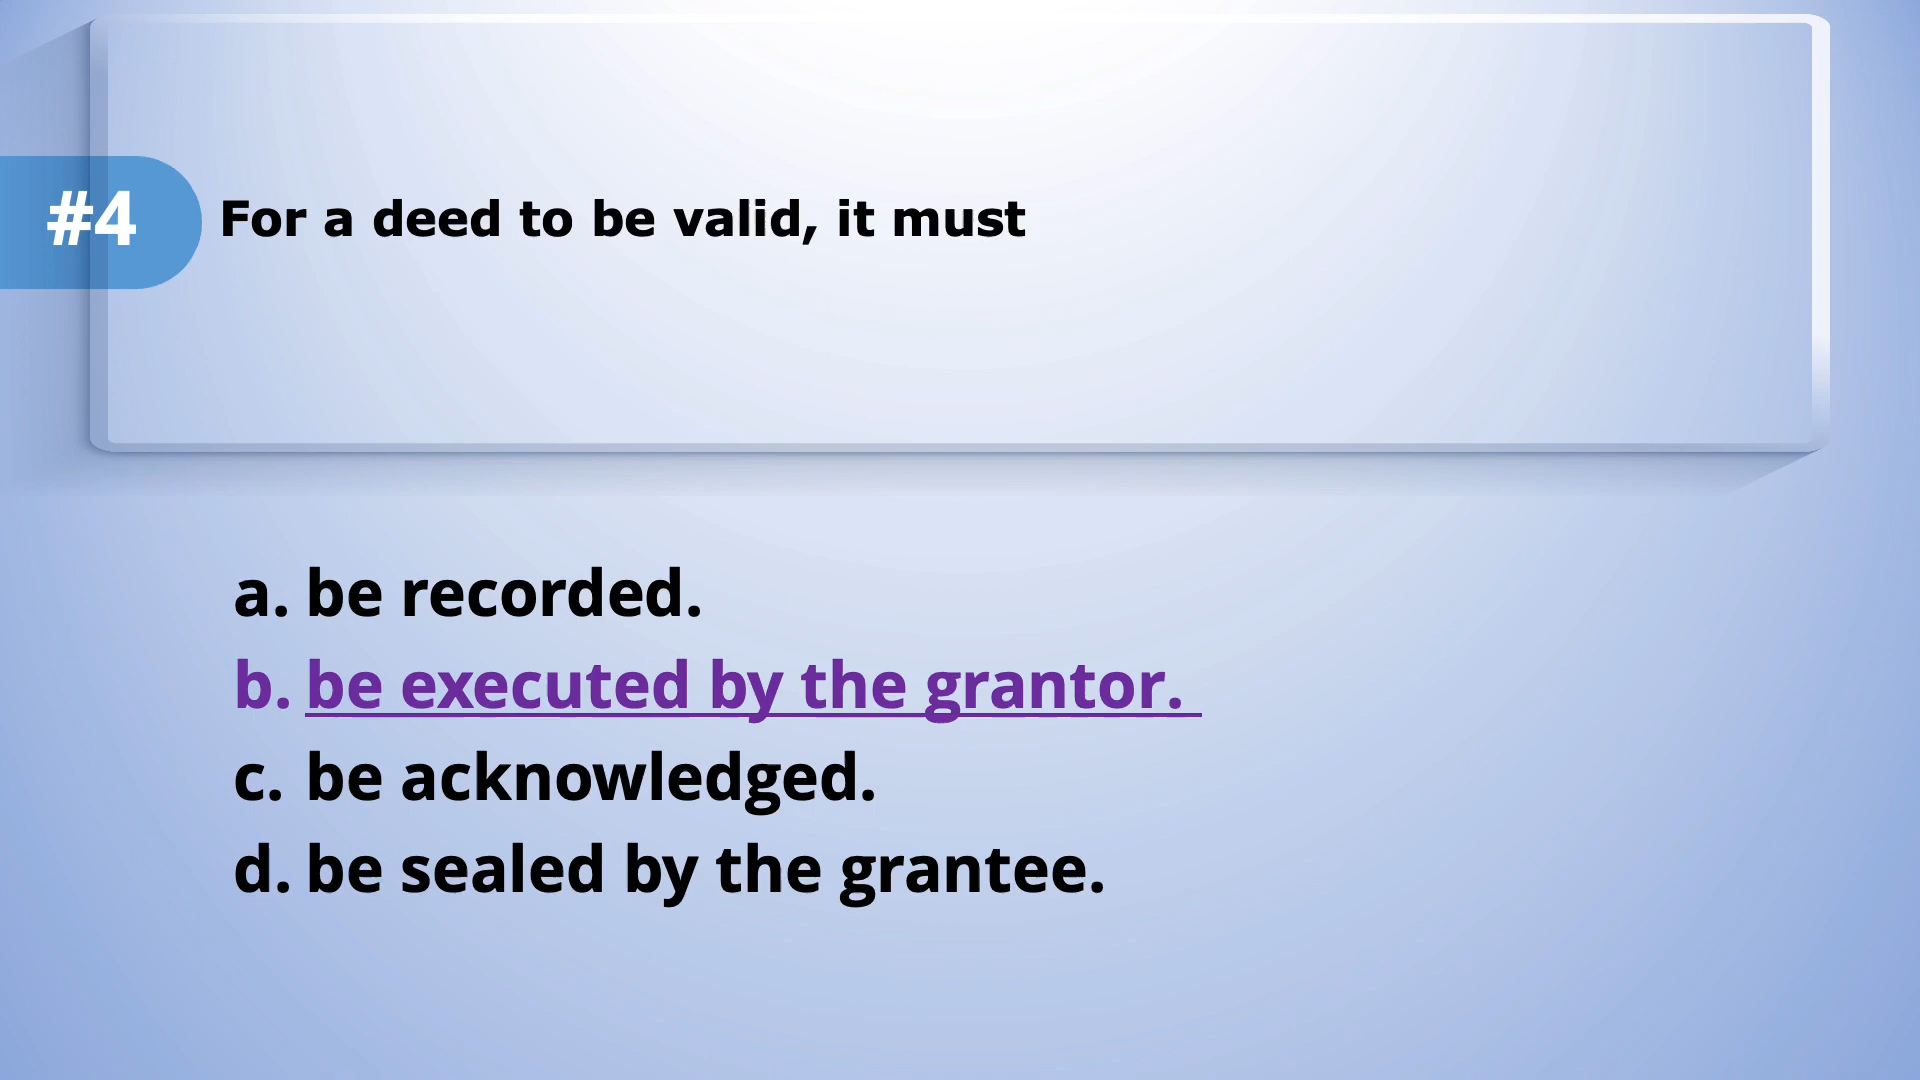 #4 For a deed to be valid, it must
a. be recorded.
b. be executed by the grantor.
c. be acknowledged.
d. be sealed by the grantee.